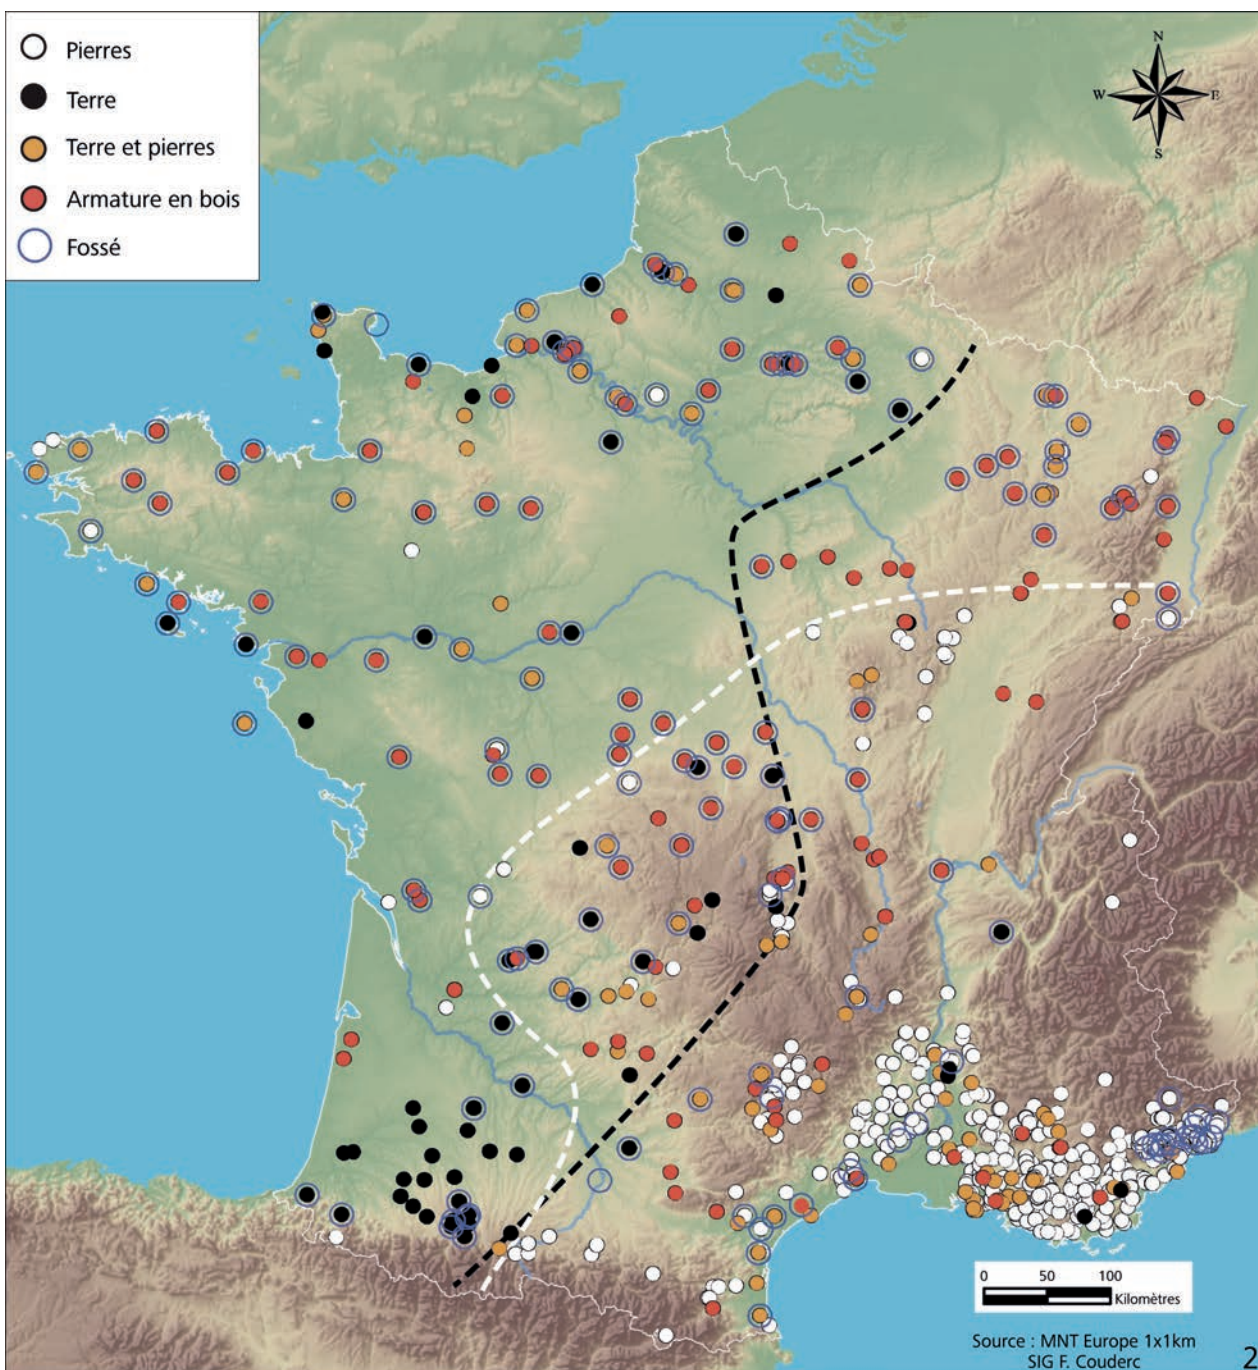 Pierres
Terre
Terre et pierres
Armature en bois
Fossé
N
W
E
S
0 50 100
Kilomètres
Source : MNT Europe 1x1km
SIG F. Couderc
2